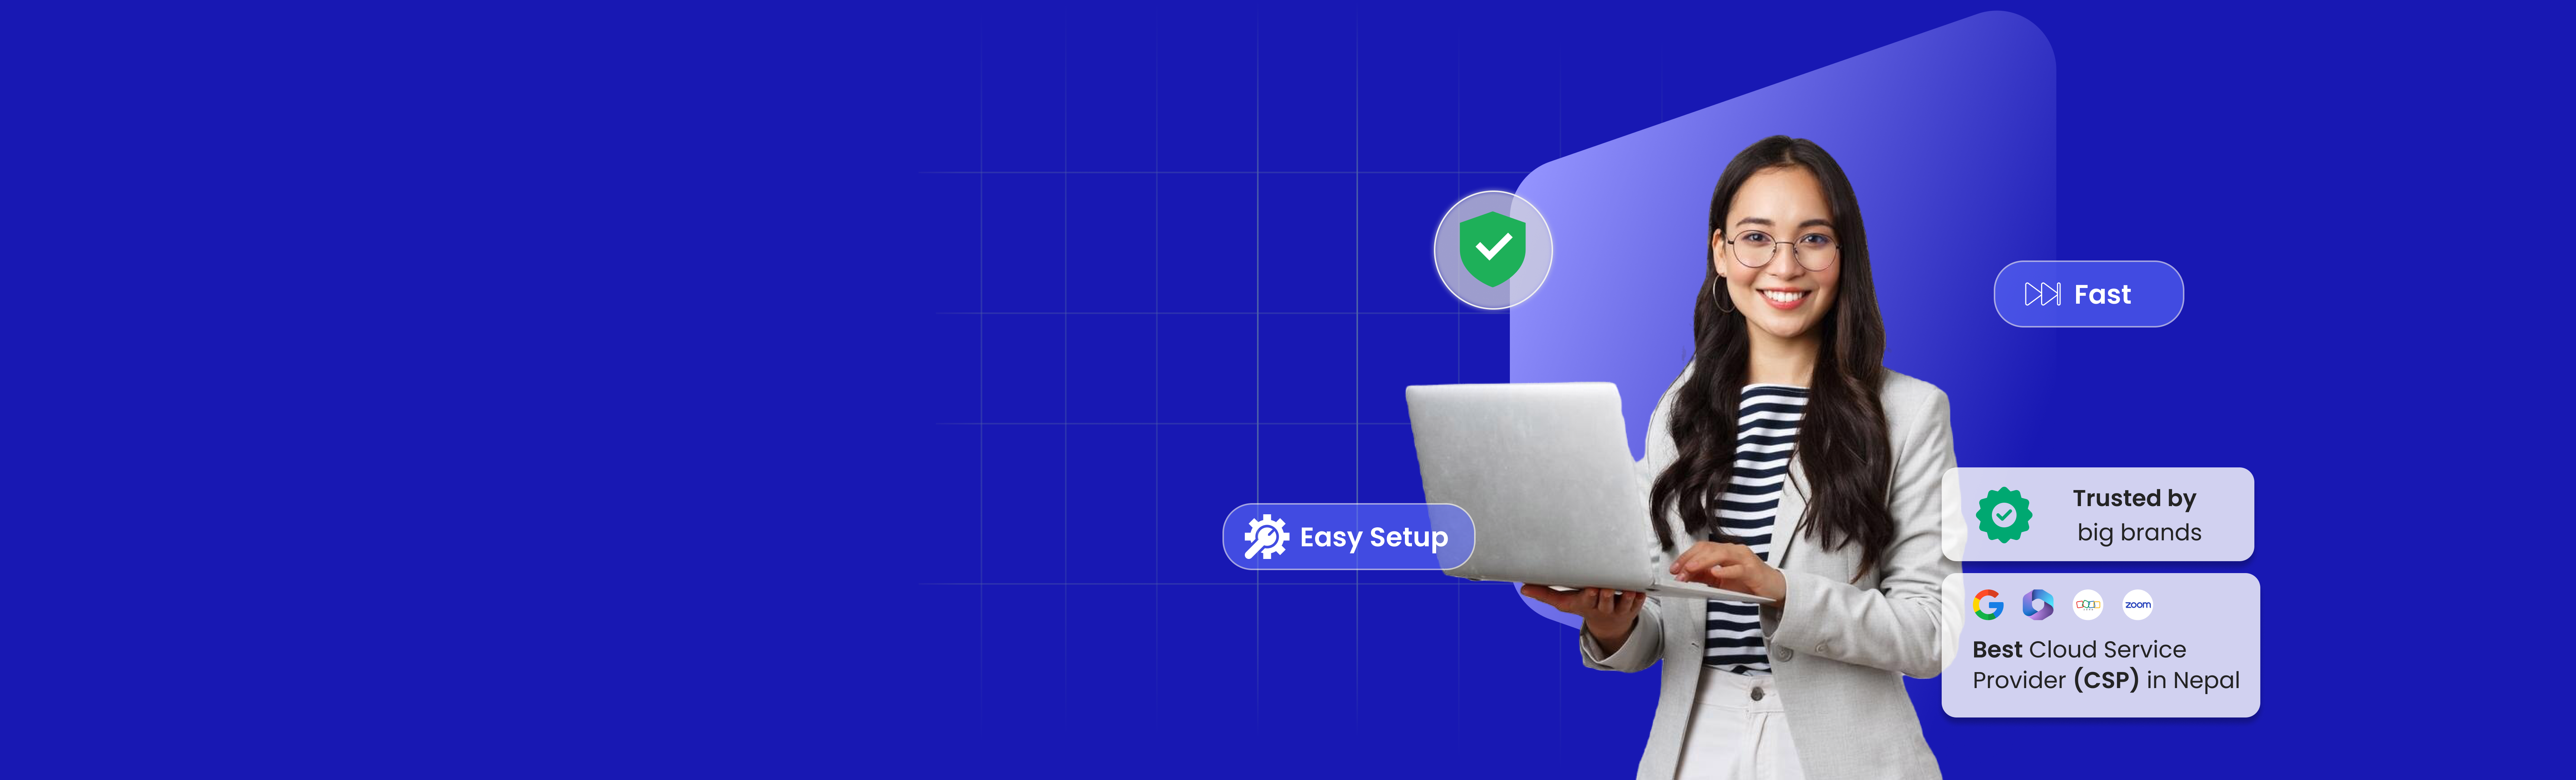 Fast
Easy Setup
Trusted by
big brands
zoom
Best Cloud Service
Provider (CSP) in Nepal